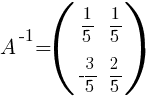 A⁻¹ = ( 1/5 1/5
-3/5 2/5 )